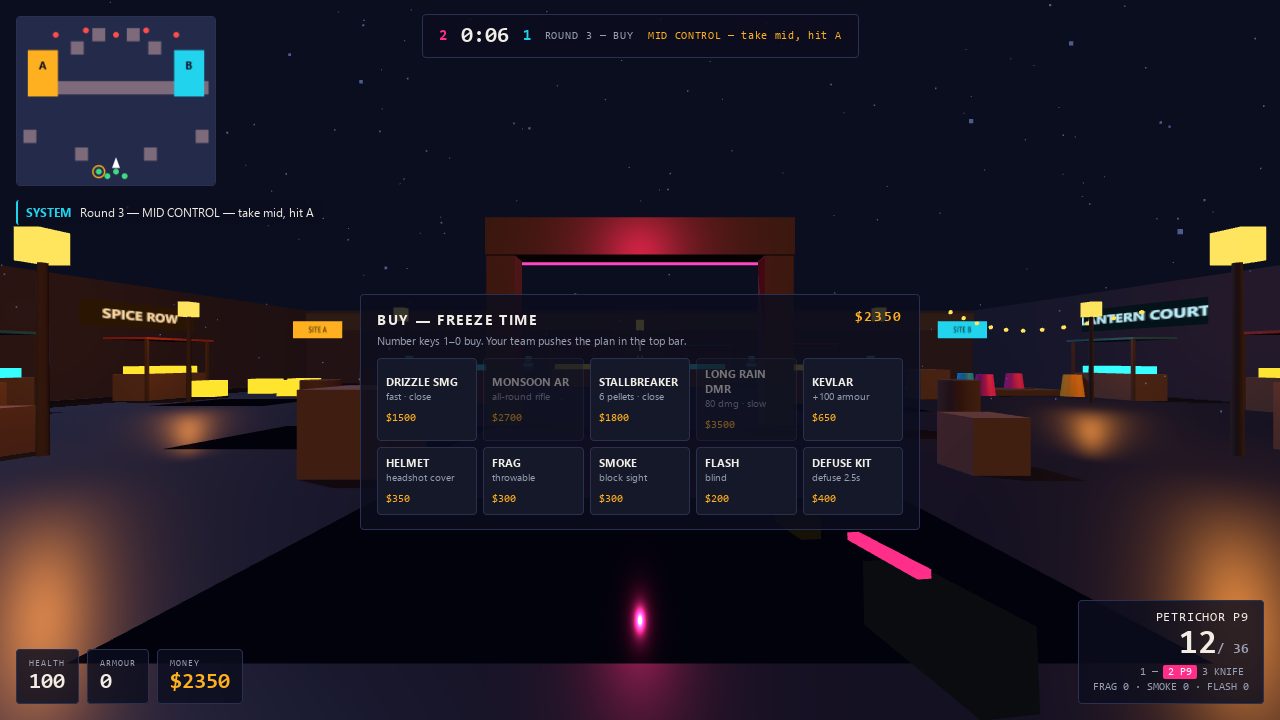 A
B
2 0:06 1 ROUND 3 — BUY MID CONTROL — take mid, hit A
SYSTEM Round 3 — MID CONTROL — take mid, hit A
SPICE ROW
SITE A
SITE B
LANTERN COURT
BUY — FREEZE TIME
$2350
Number keys 1–0 buy. Your team pushes the plan in the top bar.
DRIZZLE SMG
fast · close
$1500
MONSOON AR
all-round rifle
$2700
STALLBREAKER
6 pellets · close
$1800
LONG RAIN
DMR
80 dmg · slow
$3500
KEVLAR
+100 armour
$650
HELMET
headshot cover
$350
FRAG
throwable
$300
SMOKE
block sight
$300
FLASH
blind
$200
DEFUSE KIT
defuse 2.5s
$400
HEALTH
100
ARMOUR
0
MONEY
$2350
PETRICHOR P9
12 / 36
1 — 2 P9 3 KNIFE
FRAG 0 · SMOKE 0 · FLASH 0